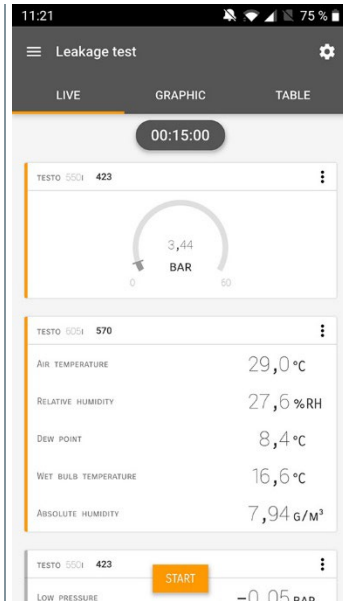 11:21 75 %
Leakage test
LIVE GRAPHIC TABLE
00:15:00
TESTO 550I 423
3,44
BAR
0 60
TESTO 605I 570
AIR TEMPERATURE 29,0 °C
RELATIVE HUMIDITY 27,6 %RH
DEW POINT 8,4 °C
WET BULB TEMPERATURE 16,6 °C
ABSOLUTE HUMIDITY 7,94 G/M³
TESTO 550I 423
START
LOW PRESSURE -0,05 BAR